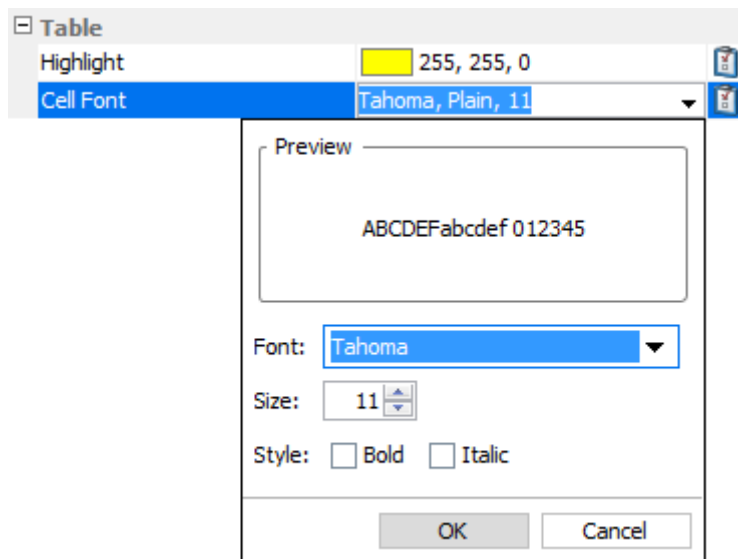 Table
Highlight 255, 255, 0
Cell Font Tahoma, Plain, 11
Preview
ABCDEFabcdef 012345
Font: Tahoma
Size: 11
Style: Bold Italic
OK Cancel